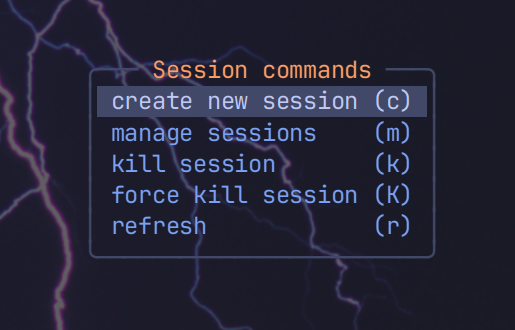 Session commands
create new session (c)
manage sessions (m)
kill session (k)
force kill session (K)
refresh (r)